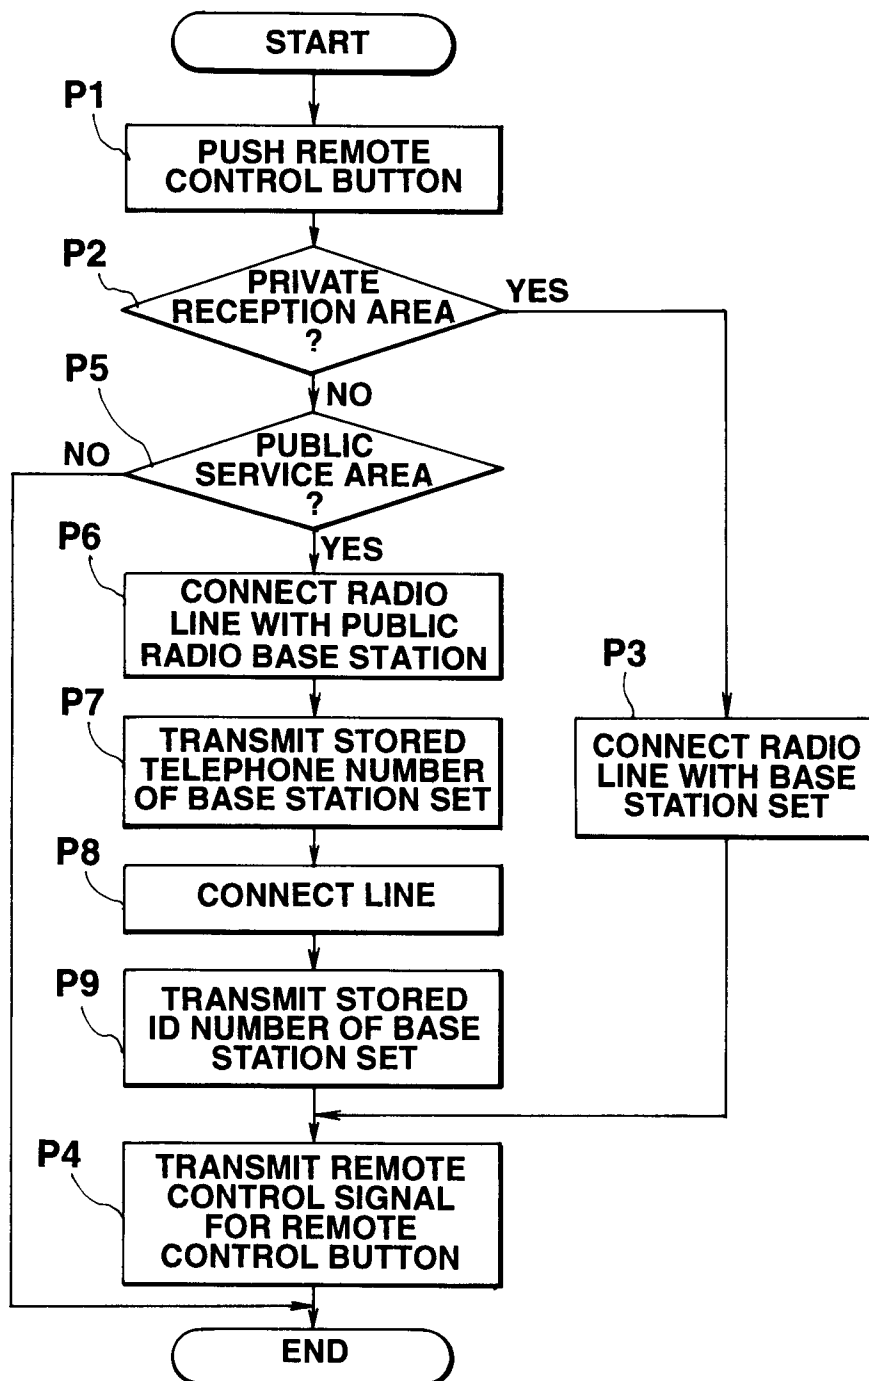 START
P1
PUSH REMOTE
CONTROL BUTTON
P2
PRIVATE
RECEPTION AREA
?
YES
NO
P5
PUBLIC
SERVICE AREA
?
NO
YES
P6
CONNECT RADIO
LINE WITH PUBLIC
RADIO BASE STATION
P7
TRANSMIT STORED
TELEPHONE NUMBER
OF BASE STATION SET
P3
CONNECT RADIO
LINE WITH BASE
STATION SET
P8
CONNECT LINE
P9
TRANSMIT STORED
ID NUMBER OF BASE
STATION SET
P4
TRANSMIT REMOTE
CONTROL SIGNAL
FOR REMOTE
CONTROL BUTTON
END